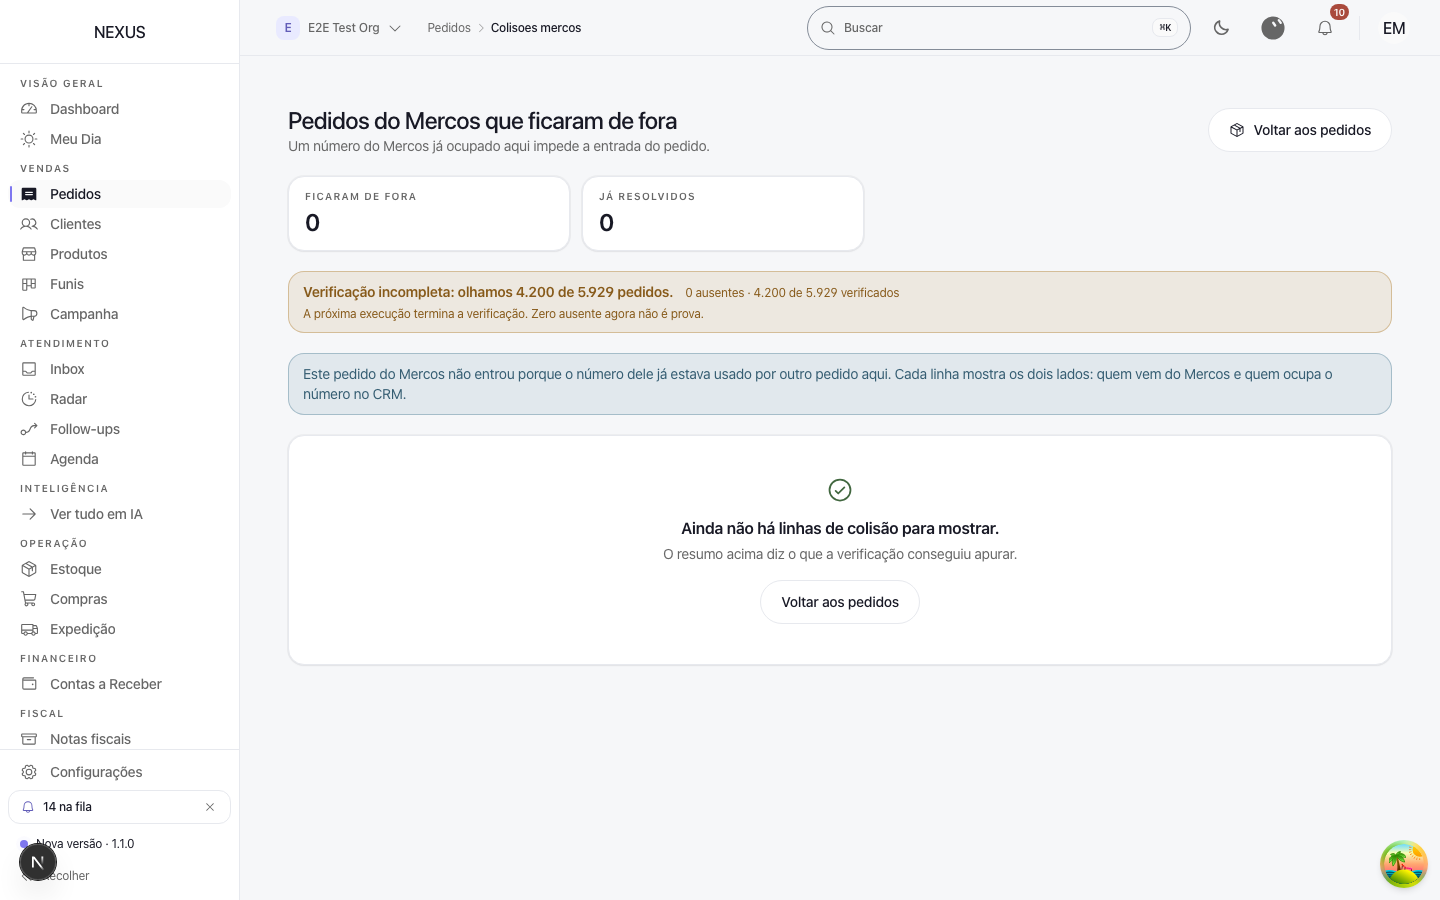 NEXUS
E
E2E Test Org
Pedidos
Colisoes mercos
Buscar
⌘K
10
EM
VISÃO GERAL
Dashboard
Meu Dia
VENDAS
Pedidos
Clientes
Produtos
Funis
Campanha
ATENDIMENTO
Inbox
Radar
Follow-ups
Agenda
INTELIGÊNCIA
Ver tudo em IA
OPERAÇÃO
Estoque
Compras
Expedição
FINANCEIRO
Contas a Receber
FISCAL
Notas fiscais
Configurações
14 na fila
Nova versão · 1.1.0
N
Recolher
Pedidos do Mercos que ficaram de fora
Um número do Mercos já ocupado aqui impede a entrada do pedido.
Voltar aos pedidos
FICARAM DE FORA
0
JÁ RESOLVIDOS
0
Verificação incompleta: olhamos 4.200 de 5.929 pedidos. 0 ausentes · 4.200 de 5.929 verificados
A próxima execução termina a verificação. Zero ausente agora não é prova.
Este pedido do Mercos não entrou porque o número dele já estava usado por outro pedido aqui. Cada linha mostra os dois lados: quem vem do Mercos e quem ocupa o
número no CRM.
Ainda não há linhas de colisão para mostrar.
O resumo acima diz o que a verificação conseguiu apurar.
Voltar aos pedidos